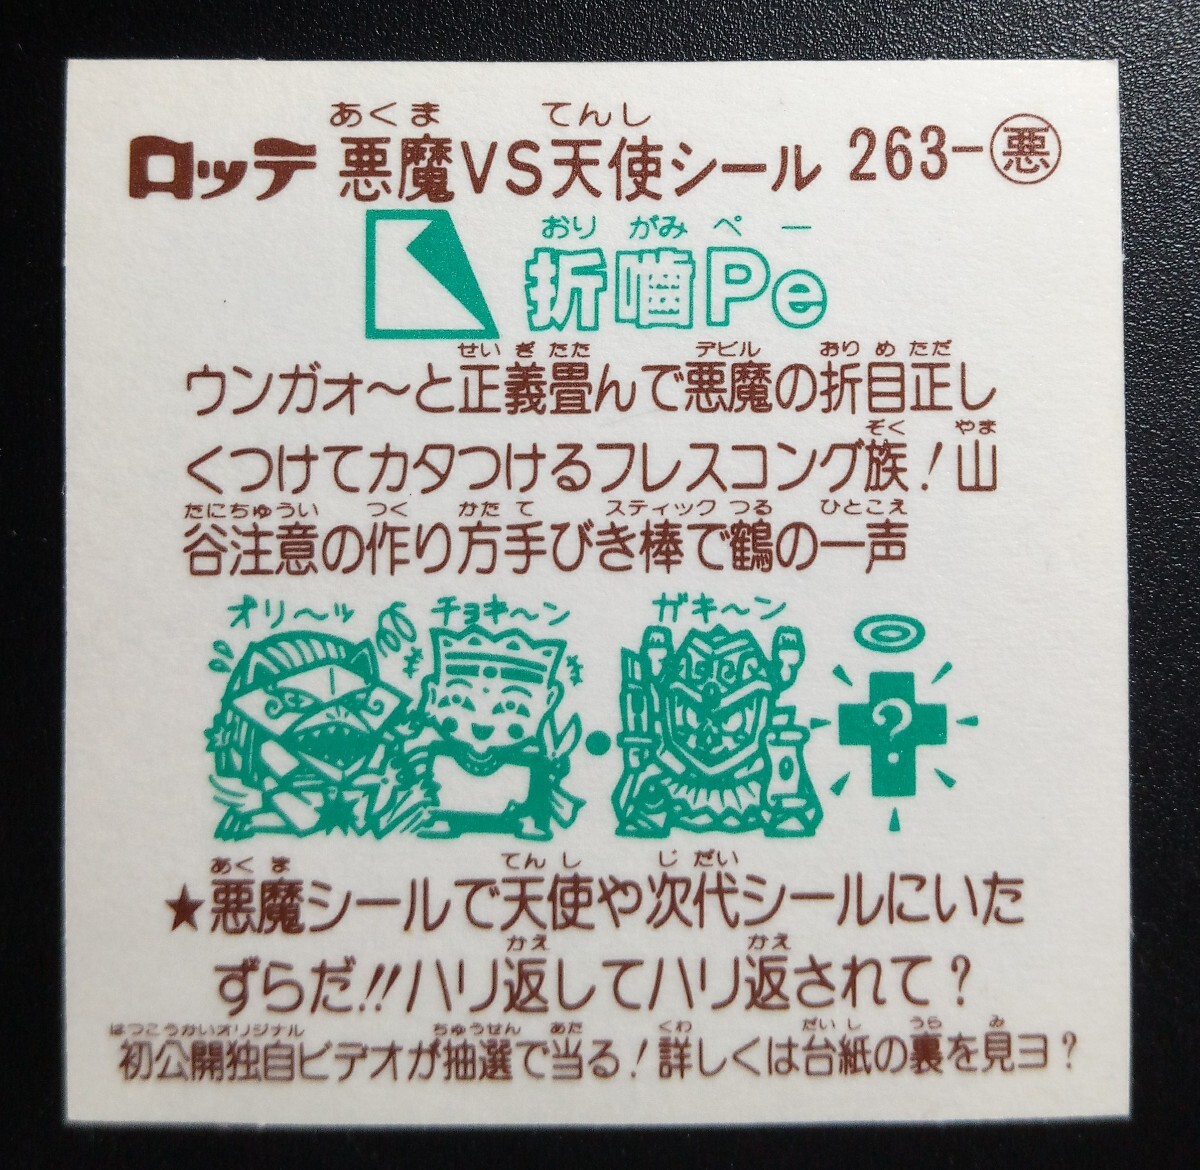 あくま てんし
ロッテ 悪魔VS天使シール 263-悪
おり がみ ペ ー
折嚙Pe
せい ぎ たた デビル おり め ただ
ウンガォ〜と正義畳んで悪魔の折目正し
ぞく やま
くつけてカタつけるフレスコング族!山
たにちゅうい つく かた て スティック つる ひとこえ
谷注意の作り方手びき棒で鶴の一声
オリ〜ッ チョキ〜ン ガキ〜ン
?
あく ま てん し じ だい
★悪魔シールで天使や次代シールにいた
かえ かえ
ずらだ!!ハリ返してハリ返されて?
はつこうかいオリジナル ちゅうせん あた くわ だい し うら み
初公開独自ビデオが抽選で当る!詳しくは台紙の裏を見ヨ?